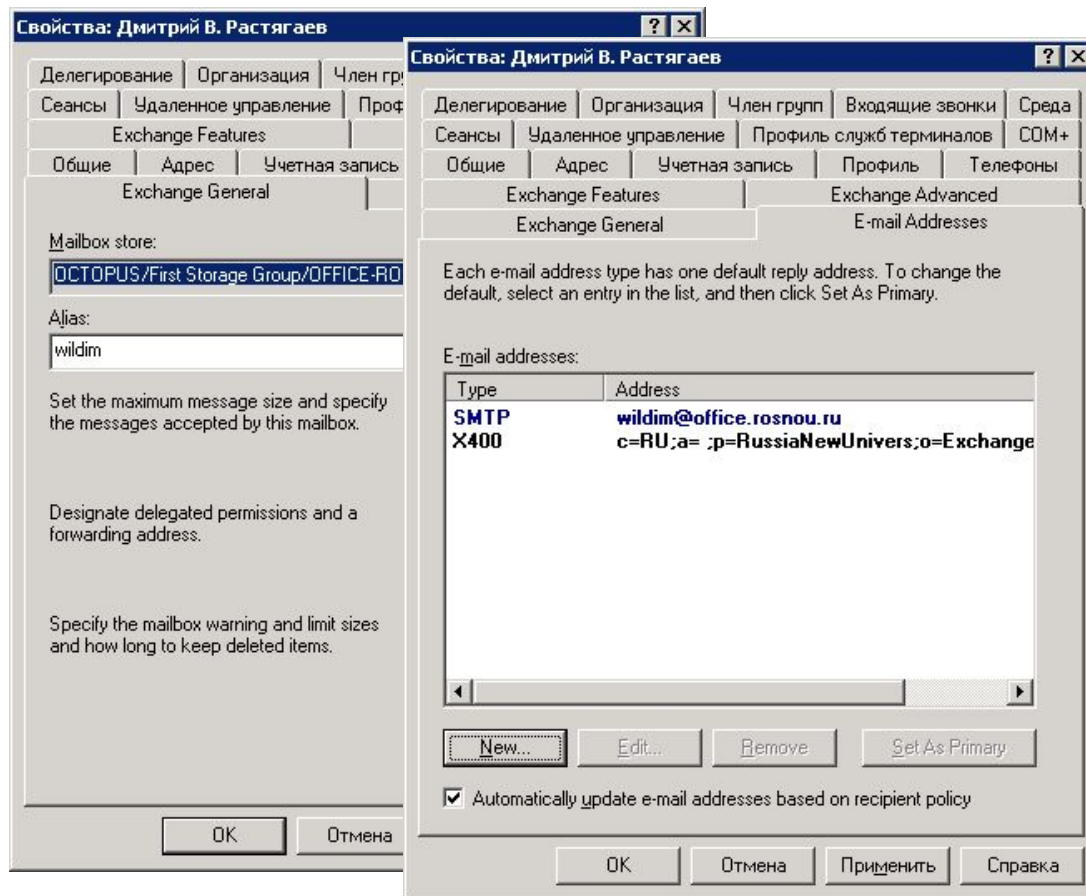 Свойства: Дмитрий В. Растягаев
Делегирование Организация Член гру
Сеансы Удаленное управление Проф
Exchange Features
Общие Адрес Учетная запись
Exchange General
Mailbox store:
OCTOPUS/First Storage Group/OFFICE-RO
Alias:
wildim
Set the maximum message size and specify
the messages accepted by this mailbox.
Designate delegated permissions and a
forwarding address.
Specify the mailbox warning and limit sizes
and how long to keep deleted items.
OK Отмена
Свойства: Дмитрий В. Растягаев
Делегирование Организация Член групп Входящие звонки Среда
Сеансы Удаленное управление Профиль служб терминалов COM+
Общие Адрес Учетная запись Профиль Телефоны
Exchange Features Exchange Advanced
Exchange General E-mail Addresses
Each e-mail address type has one default reply address. To change the
default, select an entry in the list, and then click Set As Primary.
E-mail addresses:
Type Address
SMTP wildim@office.rosnou.ru
X400 c=RU;a= ;p=RussiaNewUnivers;o=Exchange
New... Edit... Remove Set As Primary
Automatically update e-mail addresses based on recipient policy
OK Отмена Применить Справка